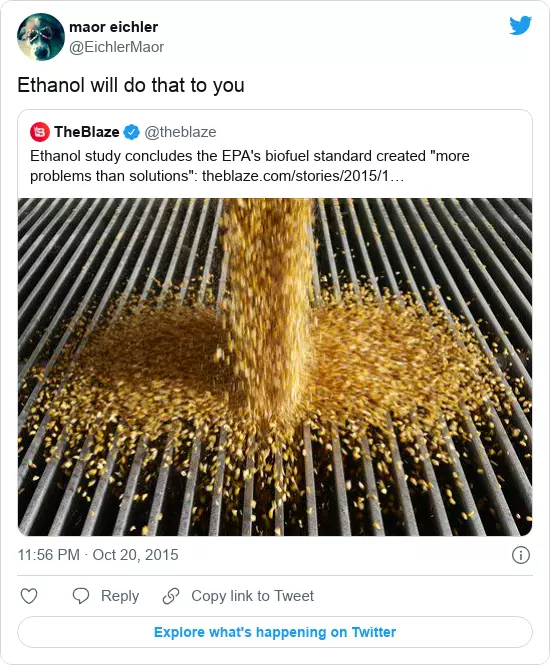 maor eichler
@EichlerMaor
Ethanol will do that to you
TheBlaze @theblaze
Ethanol study concludes the EPA's biofuel standard created "more
problems than solutions": theblaze.com/stories/2015/1…
11:56 PM · Oct 20, 2015
Reply
Copy link to Tweet
Explore what's happening on Twitter